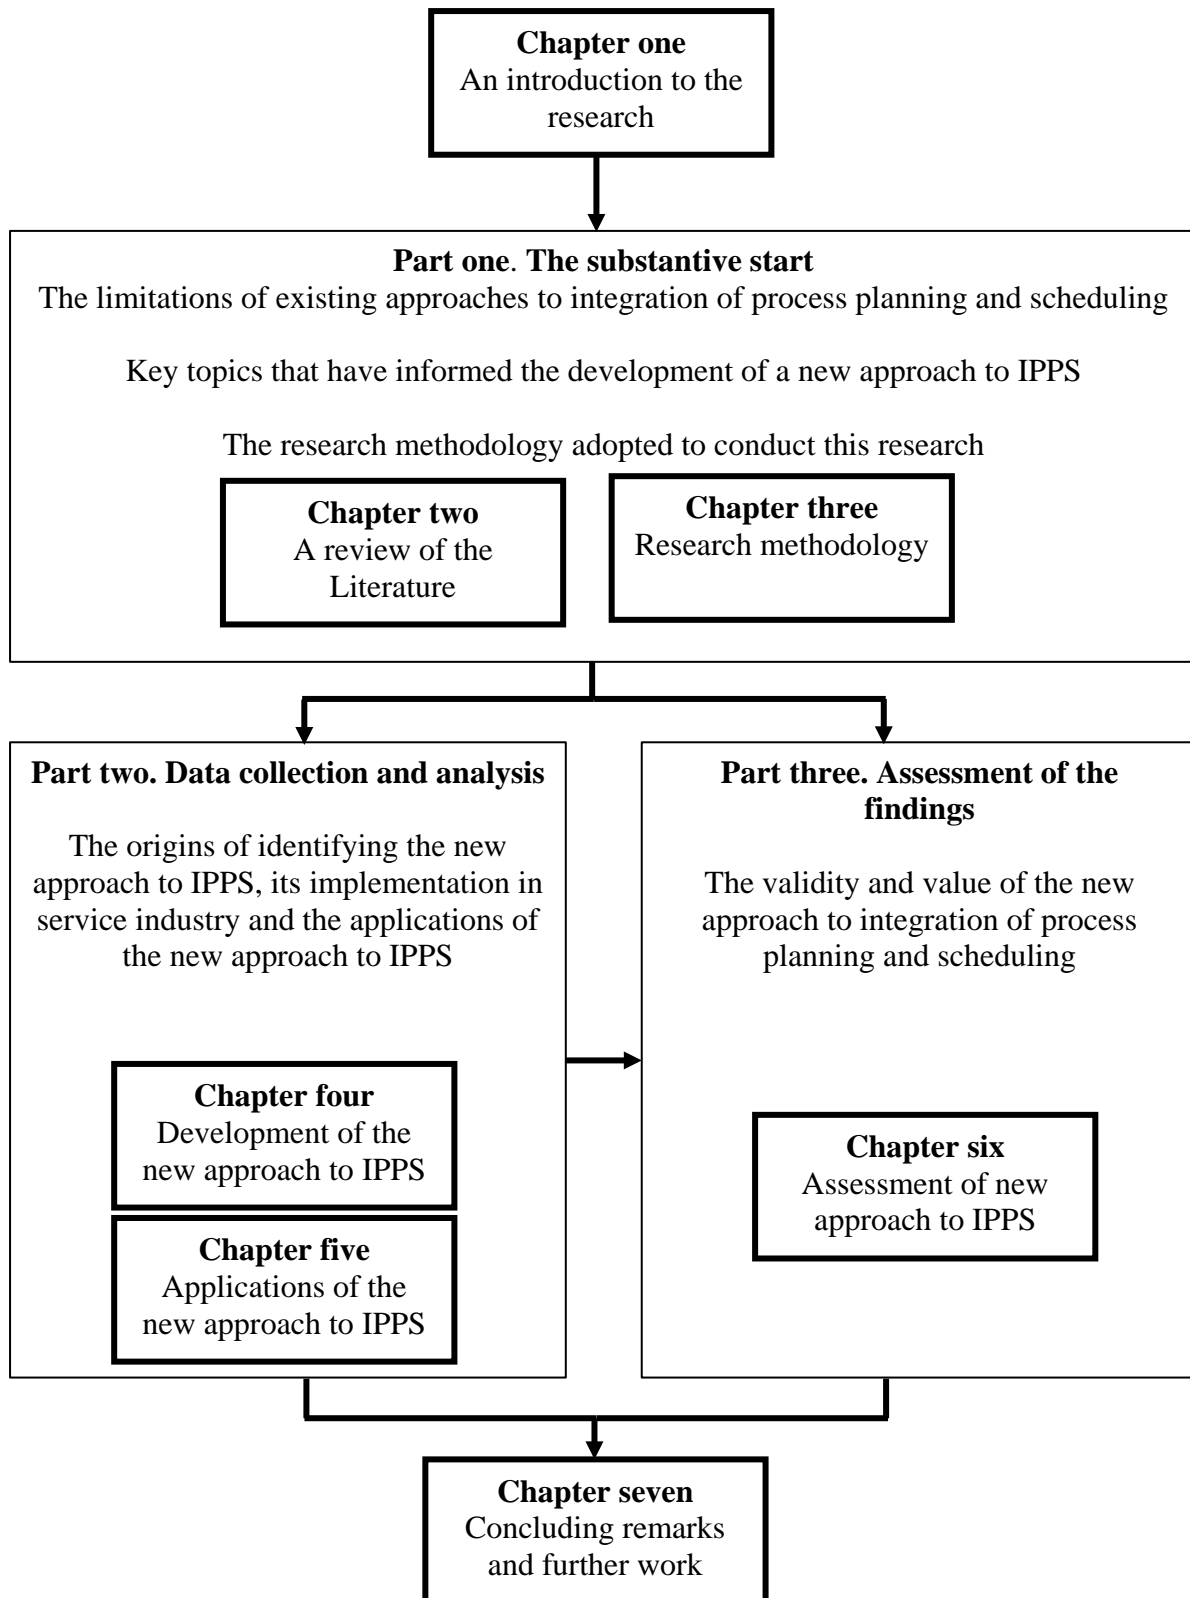 Chapter one
An introduction to the
research
Part one. The substantive start
The limitations of existing approaches to integration of process planning and scheduling
Key topics that have informed the development of a new approach to IPPS
The research methodology adopted to conduct this research
Chapter two
A review of the
Literature
Chapter three
Research methodology
Part two. Data collection and analysis
The origins of identifying the new
approach to IPPS, its implementation in
service industry and the applications of
the new approach to IPPS
Chapter four
Development of the
new approach to IPPS
Chapter five
Applications of the
new approach to IPPS
Part three. Assessment of the
findings
The validity and value of the new
approach to integration of process
planning and scheduling
Chapter six
Assessment of new
approach to IPPS
Chapter seven
Concluding remarks
and further work